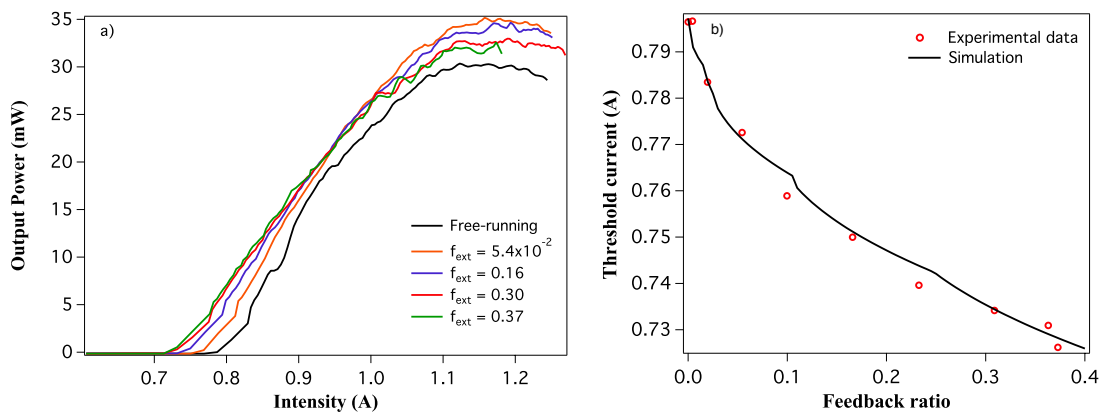 a)
35
30
25
20
15
10
5
0
Output Power (mW)
Free-running
f_ext = 5.4x10^-2
f_ext = 0.16
f_ext = 0.30
f_ext = 0.37
0.7 0.8 0.9 1.0 1.1 1.2
Intensity (A)
b)
Experimental data
Simulation
0.79
0.78
0.77
0.76
0.75
0.74
0.73
Threshold current (A)
0.0 0.1 0.2 0.3 0.4
Feedback ratio